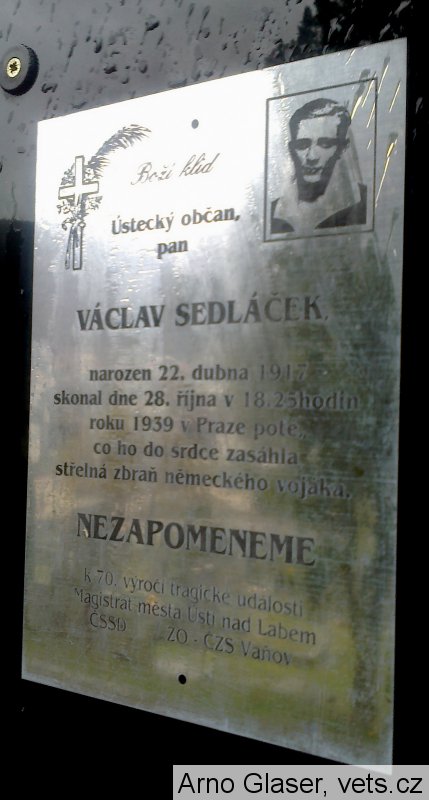 Boží klid
Ústecký občan,
pan
VÁCLAV SEDLÁČEK,
narozen 22. dubna 1917
skonal dne 28. října v 18.25hodin
roku 1939 v Praze poté,
co ho do srdce zasáhla
střelná zbraň německého vojáka.
NEZAPOMENEME
k 70. výročí tragické události
Magistrát města Ústí nad Labem
ČSSD ZO - ČZS Vaňov
Arno Glaser, vets.cz